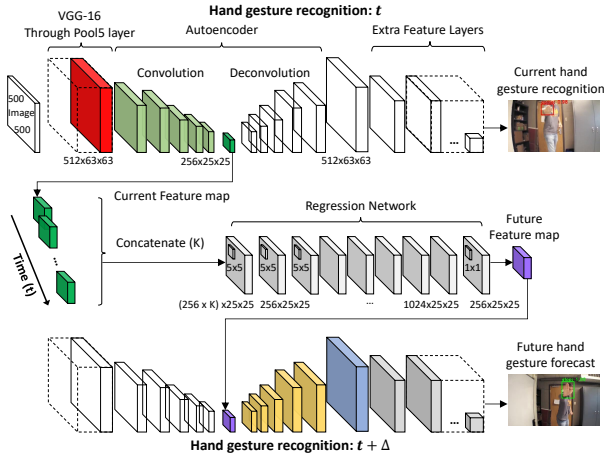 Hand gesture recognition: t
VGG-16
Through Pool5 layer
Autoencoder
Extra Feature Layers
Convolution
Deconvolution
500
Image
500
Current hand
gesture recognition
...
512x63x63
256x25x25
512x63x63
Current Feature map
Regression Network
Concatenate (K)
Future
Feature map
...
Time (t)
5x5
5x5
5x5
1x1
(256 x K) x25x25
256x25x25
...
1024x25x25
256x25x25
Future hand
gesture forecast
...
Hand gesture recognition: t + Δ